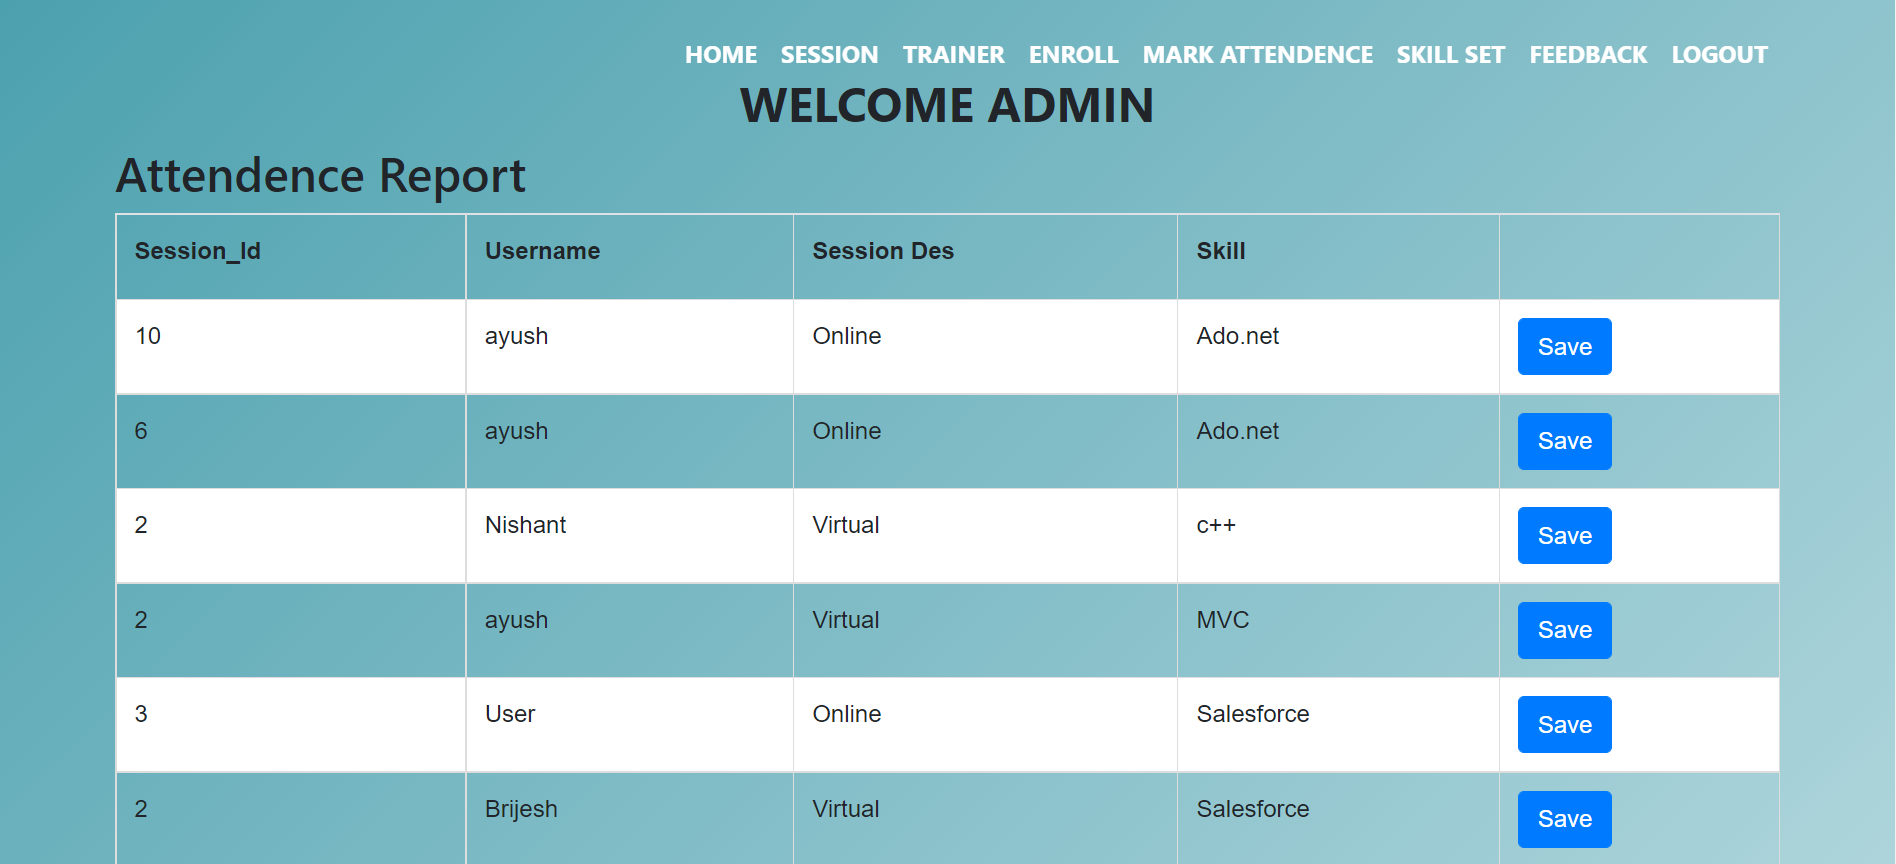 HOME SESSION TRAINER ENROLL MARK ATTENDENCE SKILL SET FEEDBACK LOGOUT
WELCOME ADMIN
Attendence Report
Session_Id Username Session Des Skill
10 ayush Online Ado.net Save
6 ayush Online Ado.net Save
2 Nishant Virtual c++ Save
2 ayush Virtual MVC Save
3 User Online Salesforce Save
2 Brijesh Virtual Salesforce Save